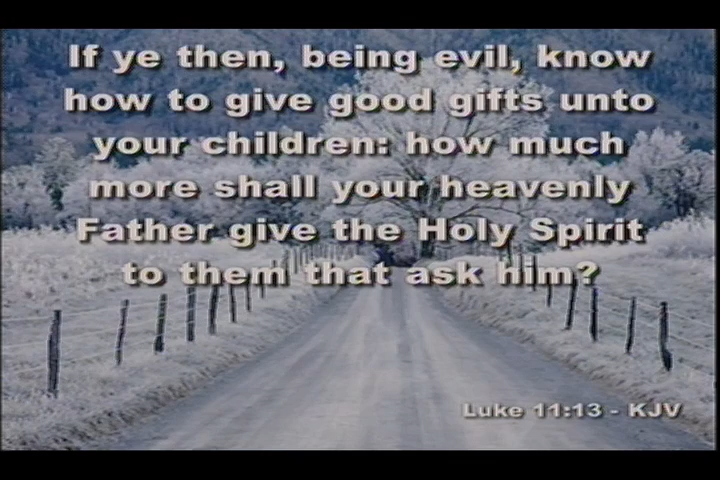 If ye then, being evil, know
how to give good gifts unto
your children: how much
more shall your heavenly
Father give the Holy Spirit
to them that ask him?
Luke 11:13 - KJV